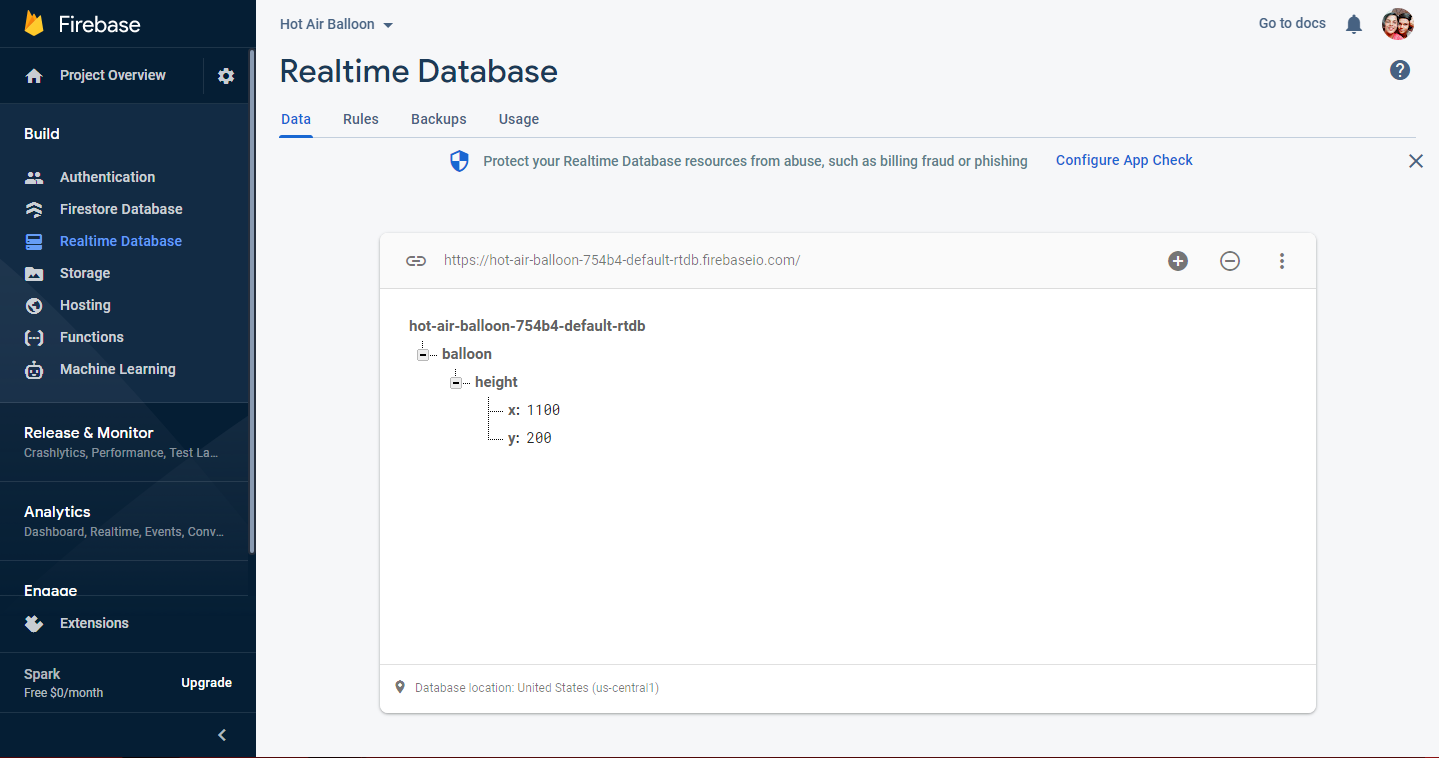 Firebase
Project Overview
Build
Authentication
Firestore Database
Realtime Database
Storage
Hosting
Functions
Machine Learning
Release & Monitor
Crashlytics, Performance, Test La...
Analytics
Dashboard, Realtime, Events, Conv...
Engage
Extensions
Spark
Free $0/month
Upgrade
Hot Air Balloon
Go to docs
Realtime Database
Data Rules Backups Usage
Protect your Realtime Database resources from abuse, such as billing fraud or phishing Configure App Check
https://hot-air-balloon-754b4-default-rtdb.firebaseio.com/
hot-air-balloon-754b4-default-rtdb
balloon
height
x: 1100
y: 200
Database location: United States (us-central1)